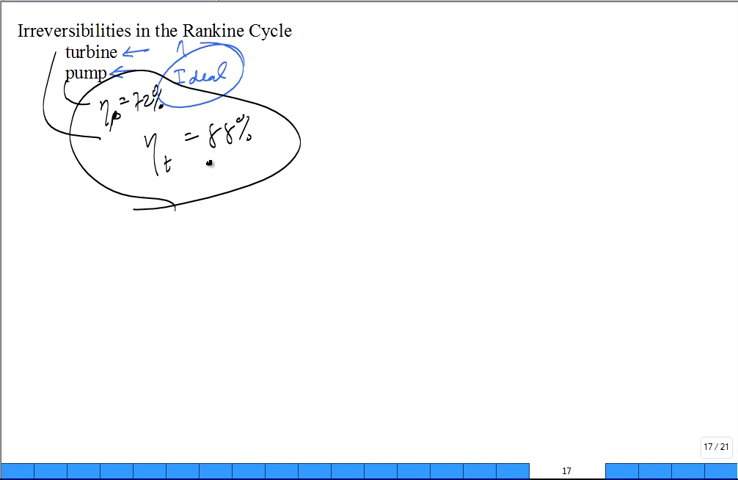 Irreversibilities in the Rankine Cycle
turbine ←
pump ← Ideal
ηp = 72%
ηt = 88%
17 / 21
17